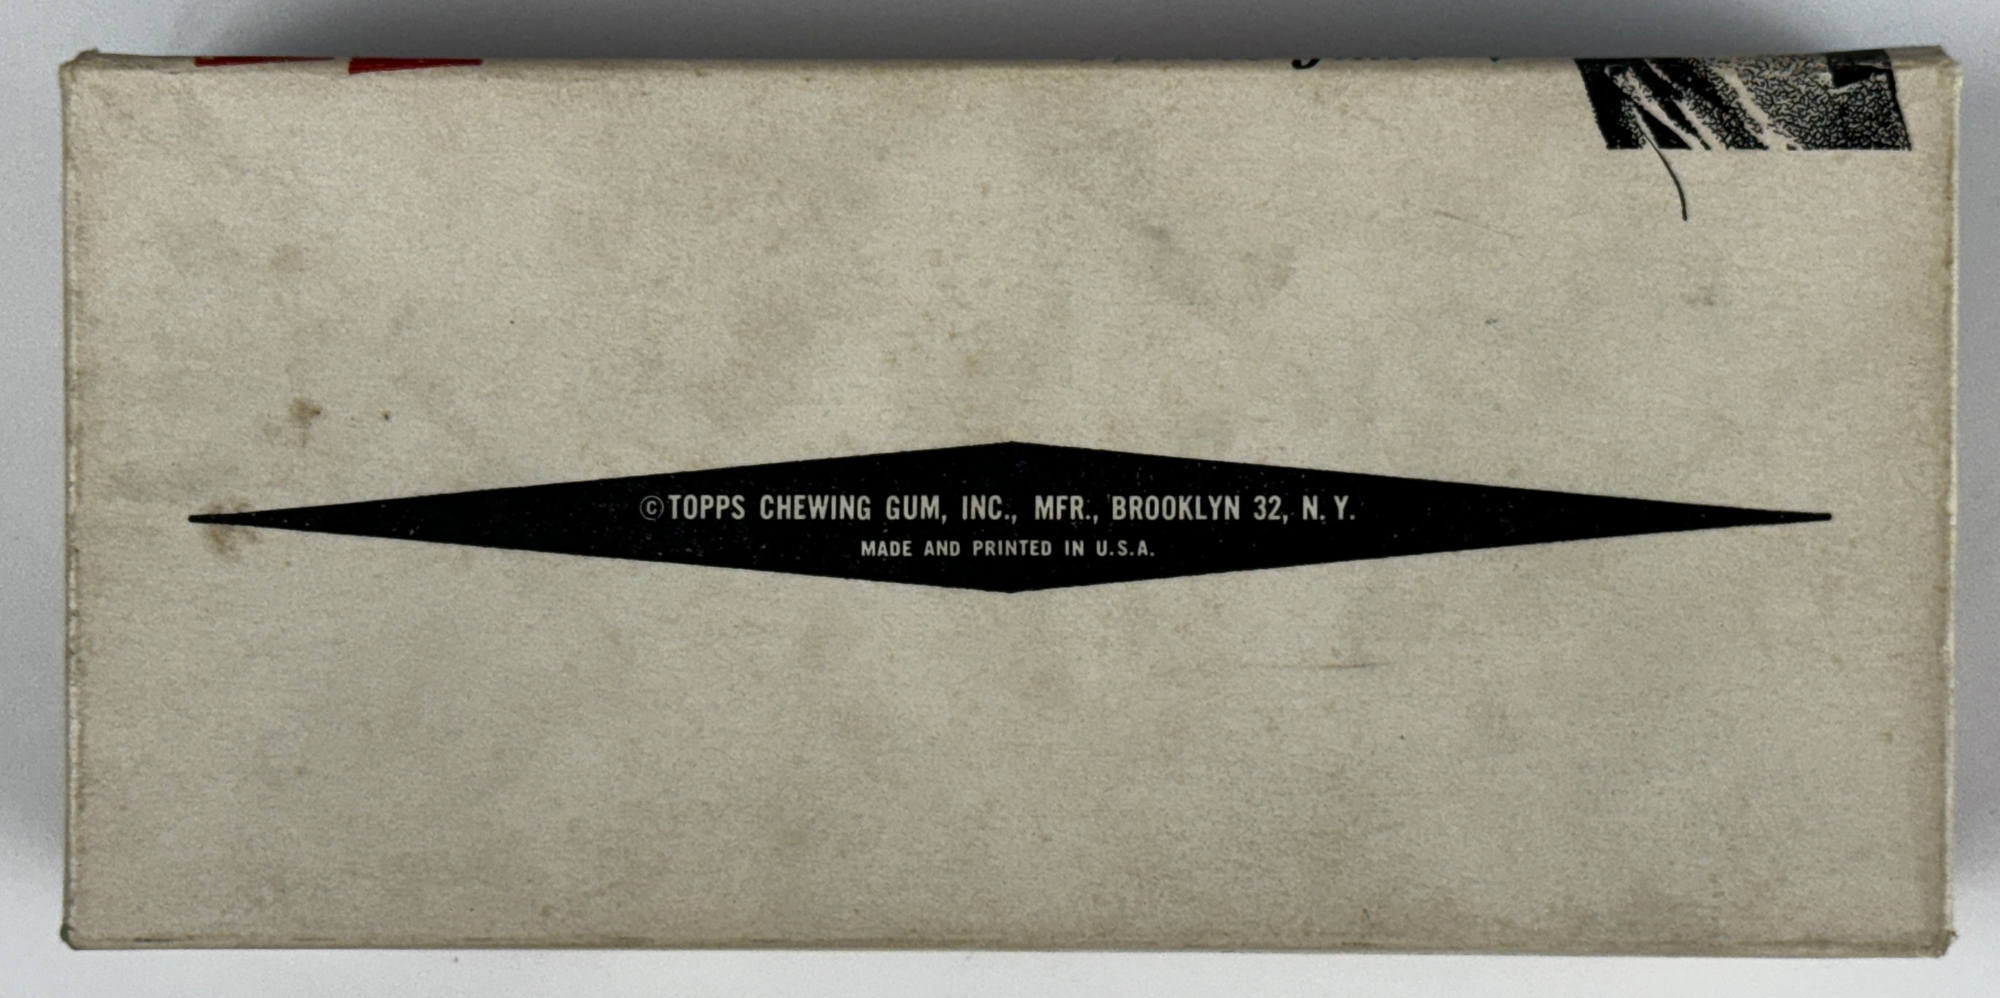 ©TOPPS CHEWING GUM, INC., MFR., BROOKLYN 32, N.Y.
MADE AND PRINTED IN U.S.A.